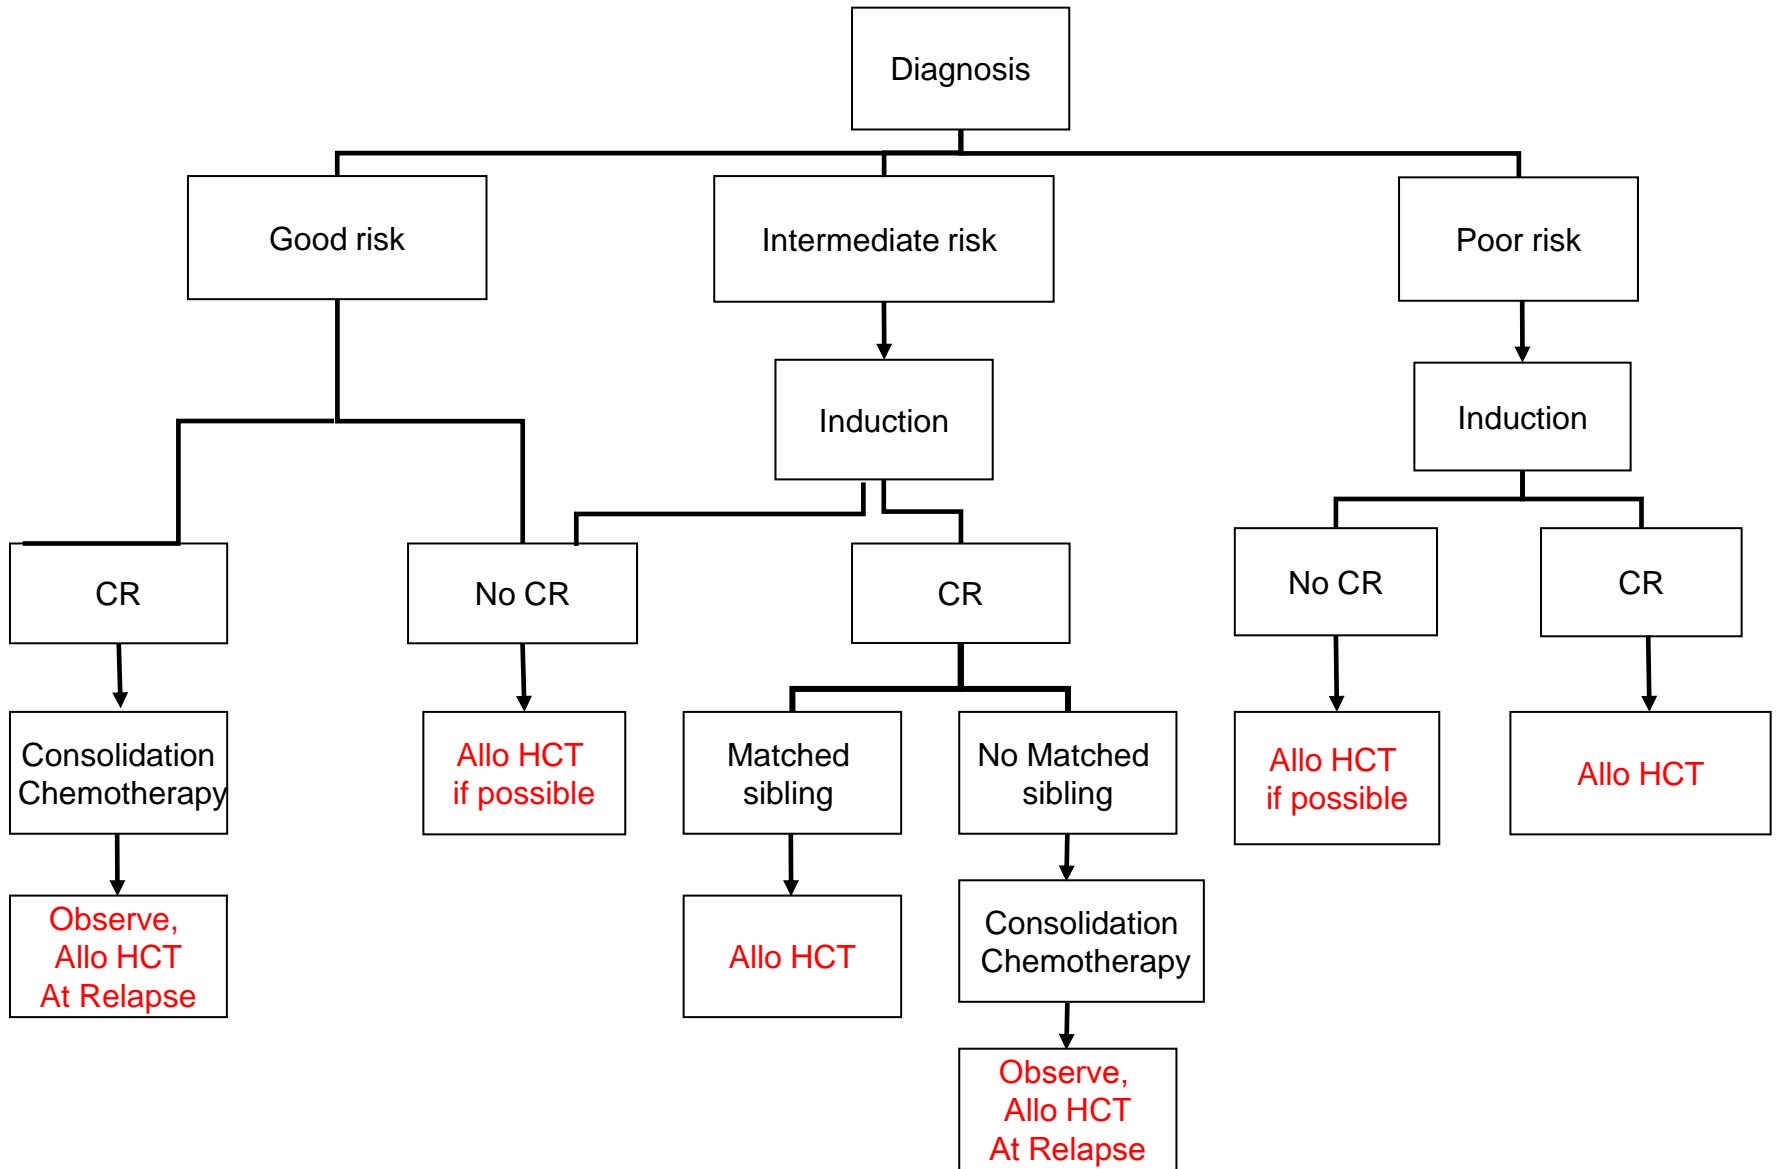 Diagnosis
Good risk
Intermediate risk
Poor risk
Induction
Induction
CR
No CR
CR
No CR
CR
Consolidation
Chemotherapy
Allo HCT
if possible
Matched
sibling
No Matched
sibling
Allo HCT
if possible
Allo HCT
Observe,
Allo HCT
At Relapse
Allo HCT
Consolidation
Chemotherapy
Observe,
Allo HCT
At Relapse